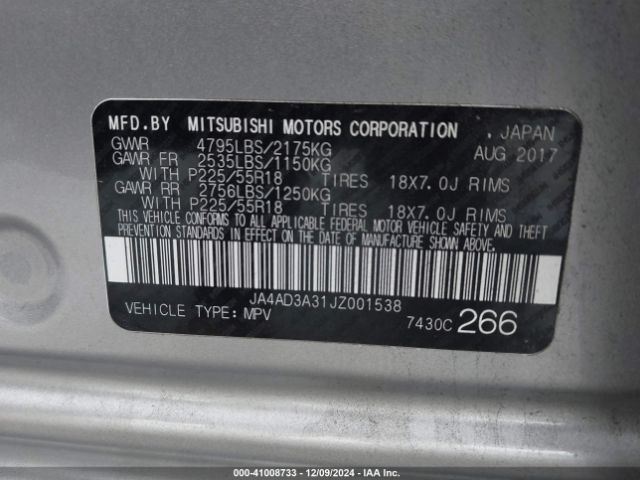 MFD.BY MITSUBISHI MOTORS CORPORATION . JAPAN
GWWR 4795LBS/2175KG AUG 2017
GAWR FR 2535LBS/1150KG
WITH P225/55R18 TIRES 18X7.0J RIMS
GAWR RR 2756LBS/1250KG
WITH P225/55R18 TIRES 18X7.0J RIMS
THIS VEHICLE CONFORMS TO ALL APPLICABLE FEDERAL MOTOR VEHICLE SAFETY AND THEFT
PREVENTION STANDARDS IN EFFECT ON THE DATE OF MANUFACTURE SHOWN ABOVE.
JA4AD3A31JZ001538
VEHICLE TYPE: MPV 7430C 266
000-41008733 - 12/09/2024 - IAA Inc.